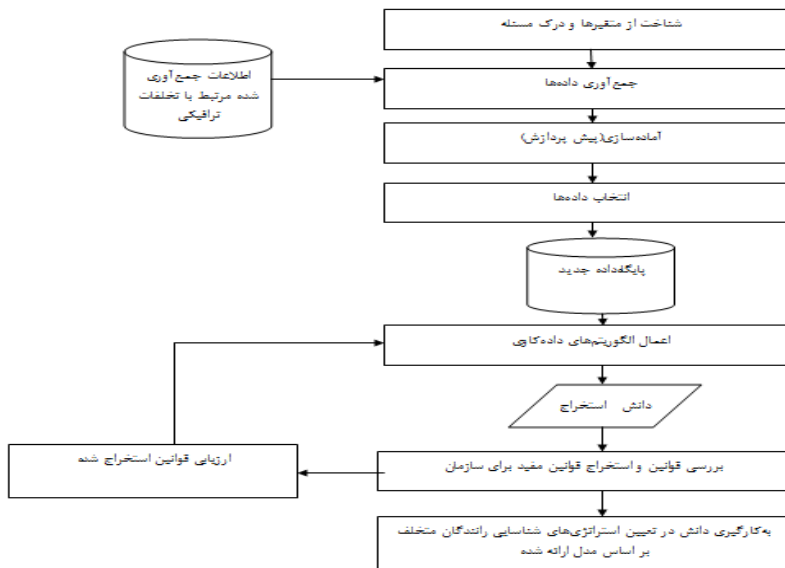 شناخت از متغیرها و درک مسئله
اطلاعات جمع‌آوری
شده مرتبط با تخلفات
ترافیکی
جمع‌آوری داده‌ها
آماده‌سازی(پیش پردازش)
انتخاب داده‌ها
پایگاه‌داده جدید
اعمال الگوریتم‌های داده‌کاوی
دانش استخراج
بررسی قوانین و استخراج قوانین مفید برای سازمان
ارزیابی قوانین استخراج شده
به‌کارگیری دانش در تعیین استراتژی‌های شناسایی رانندگان متخلف
بر اساس مدل ارائه شده